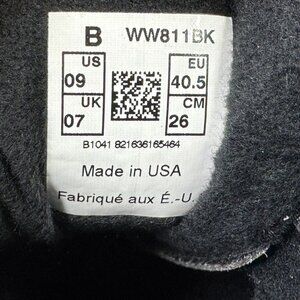 B WW811BK
US EU
09 40.5
UK CM
07 26
B1041 821636165464
Made in USA
Fabriqué aux É.-U.